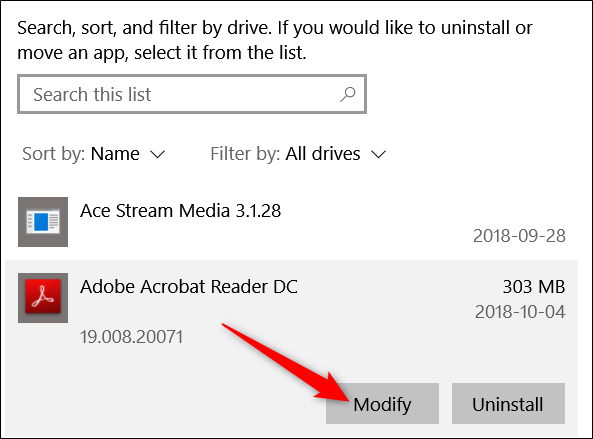 Search, sort, and filter by drive. If you would like to uninstall or
move an app, select it from the list.
Search this list
Sort by: Name Filter by: All drives
Ace Stream Media 3.1.28
2018-09-28
Adobe Acrobat Reader DC 303 MB
2018-10-04
19.008.20071
Modify Uninstall